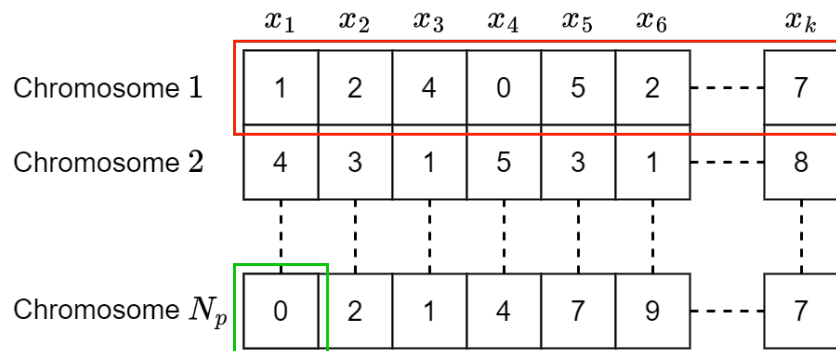 x₁ x₂ x₃ x₄ x₅ x₆ xₖ
Chromosome 1 1 2 4 0 5 2 7
Chromosome 2 4 3 1 5 3 1 8
Chromosome Nₚ 0 2 1 4 7 9 7